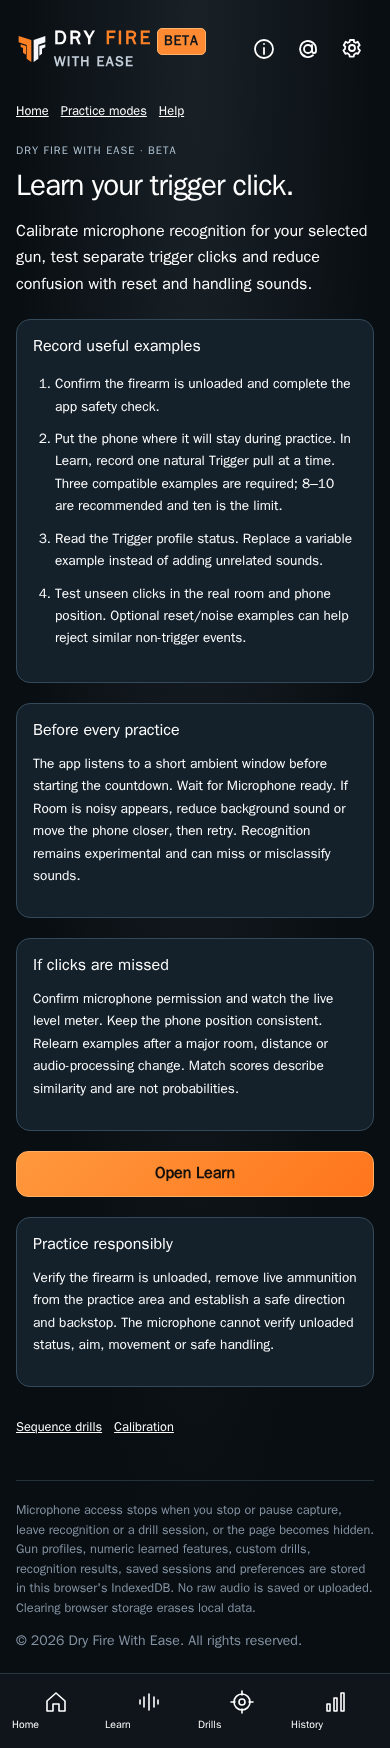 DRY FIRE BETA
WITH EASE
Home Practice modes Help
DRY FIRE WITH EASE · BETA
Learn your trigger click.
Calibrate microphone recognition for your selected
gun, test separate trigger clicks and reduce
confusion with reset and handling sounds.
Record useful examples
1. Confirm the firearm is unloaded and complete the
app safety check.
2. Put the phone where it will stay during practice. In
Learn, record one natural Trigger pull at a time.
Three compatible examples are required; 8–10
are recommended and ten is the limit.
3. Read the Trigger profile status. Replace a variable
example instead of adding unrelated sounds.
4. Test unseen clicks in the real room and phone
position. Optional reset/noise examples can help
reject similar non-trigger events.
Before every practice
The app listens to a short ambient window before
starting the countdown. Wait for Microphone ready. If
Room is noisy appears, reduce background sound or
move the phone closer, then retry. Recognition
remains experimental and can miss or misclassify
sounds.
If clicks are missed
Confirm microphone permission and watch the live
level meter. Keep the phone position consistent.
Relearn examples after a major room, distance or
audio-processing change. Match scores describe
similarity and are not probabilities.
Open Learn
Practice responsibly
Verify the firearm is unloaded, remove live ammunition
from the practice area and establish a safe direction
and backstop. The microphone cannot verify unloaded
status, aim, movement or safe handling.
Sequence drills Calibration
Microphone access stops when you stop or pause capture,
leave recognition or a drill session, or the page becomes hidden.
Gun profiles, numeric learned features, custom drills,
recognition results, saved sessions and preferences are stored
in this browser's IndexedDB. No raw audio is saved or uploaded.
Clearing browser storage erases local data.
© 2026 Dry Fire With Ease. All rights reserved.
Home Learn Drills History